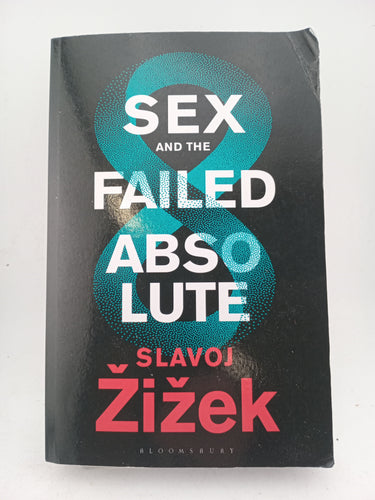 SEX
AND THE
FAILED
ABSO
LUTE
SLAVOJ
Žižek
BLOOMSBURY